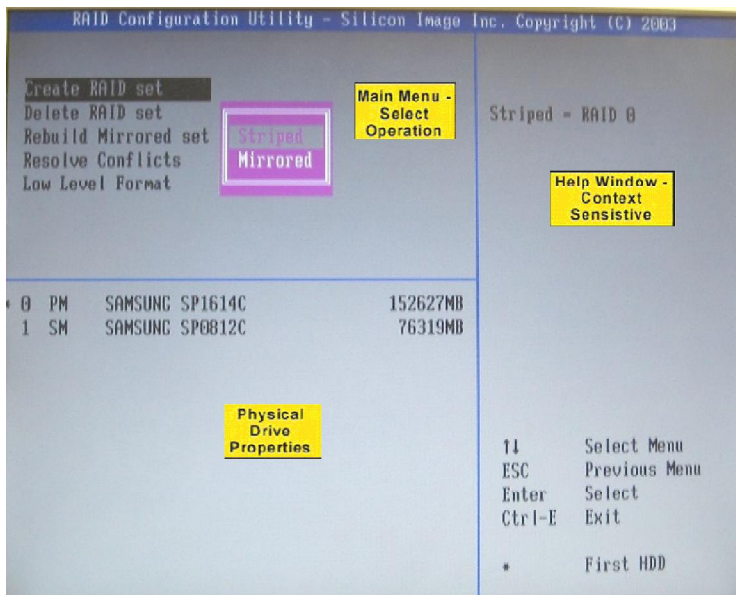 RAID Configuration Utility - Silicon Image Inc. Copyright (C) 2003
Create RAID set
Delete RAID set
Rebuild Mirrored set
Resolve Conflicts
Low Level Format
Striped
Mirrored
Main Menu -
Select
Operation
Striped = RAID 0
Help Window -
Context
Sensistive
* 0 PM SAMSUNG SP1614C 152627MB
1 SM SAMSUNG SP0812C 76319MB
Physical
Drive
Properties
↑↓ Select Menu
ESC Previous Menu
Enter Select
Ctrl-E Exit
* First HDD